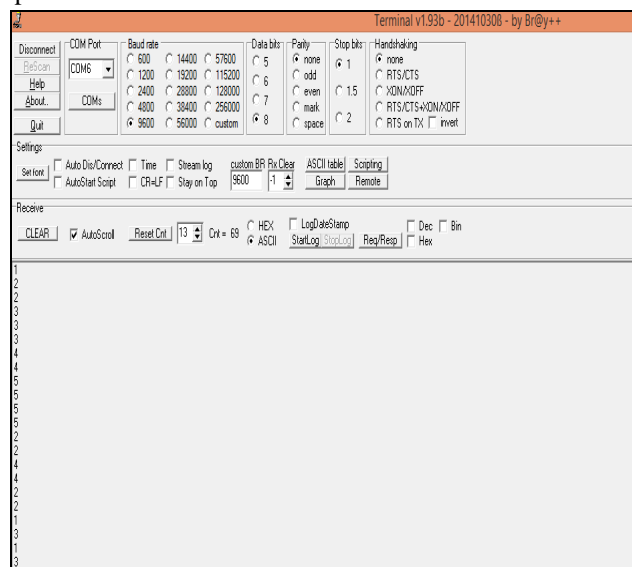 Terminal v1.93b - 20141030ß - by Br@y++
Disconnect
ReScan
Help
About..
Quit
COM Port
COM6
COMs
Baud rate
600 14400 57600
1200 19200 115200
2400 28800 128000
4800 38400 256000
9600 56000 custom
Data bits
5
6
7
8
Parity
none
odd
even
mark
space
Stop bits
1
1.5
2
Handshaking
none
RTS/CTS
XON/XOFF
RTS/CTS+XON/XOFF
RTS on TX invert
Settings
Set font
Auto Dis/Connect Time Stream log
AutoStart Script CR=LF Stay on Top
custom BR Rx Clear
9600 -1
ASCII table Scripting
Graph Remote
Receive
CLEAR AutoScroll Reset Cnt 13 Cnt = 69
HEX
ASCII
LogDateStamp
StartLog StopLog Req/Resp
Dec Bin
Hex
1
2
2
3
3
3
4
4
5
5
5
5
2
2
4
4
2
2
1
3
1
3